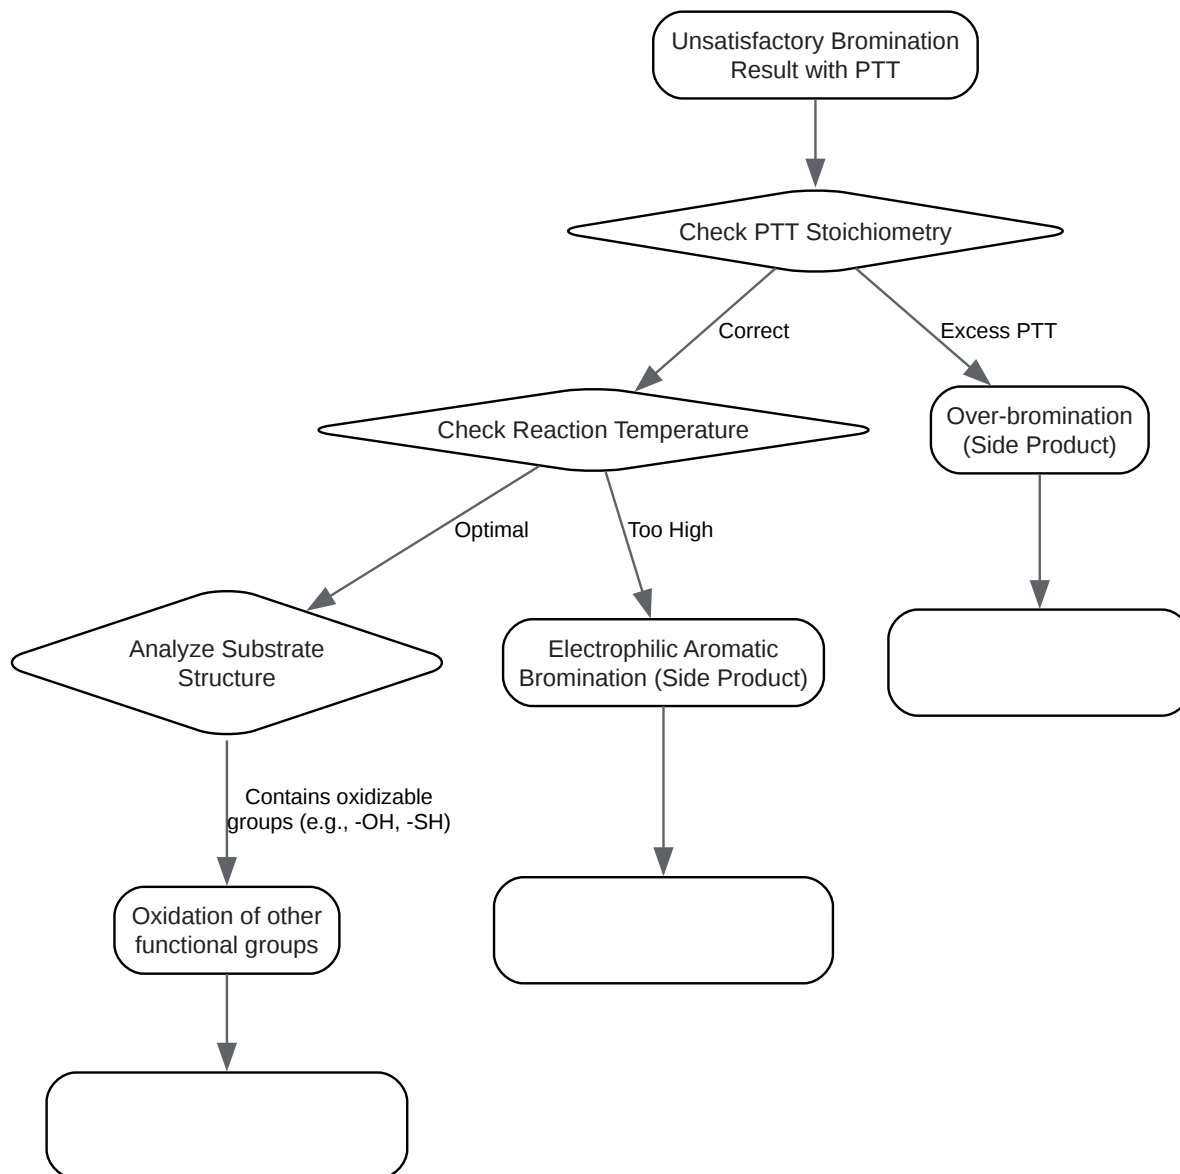 Unsatisfactory Bromination
Result with PTT
Check PTT Stoichiometry
Correct
Excess PTT
Check Reaction Temperature
Over-bromination
(Side Product)
Optimal
Too High
Analyze Substrate
Structure
Electrophilic Aromatic
Bromination (Side Product)
Contains oxidizable
groups (e.g., -OH, -SH)
Oxidation of other
functional groups